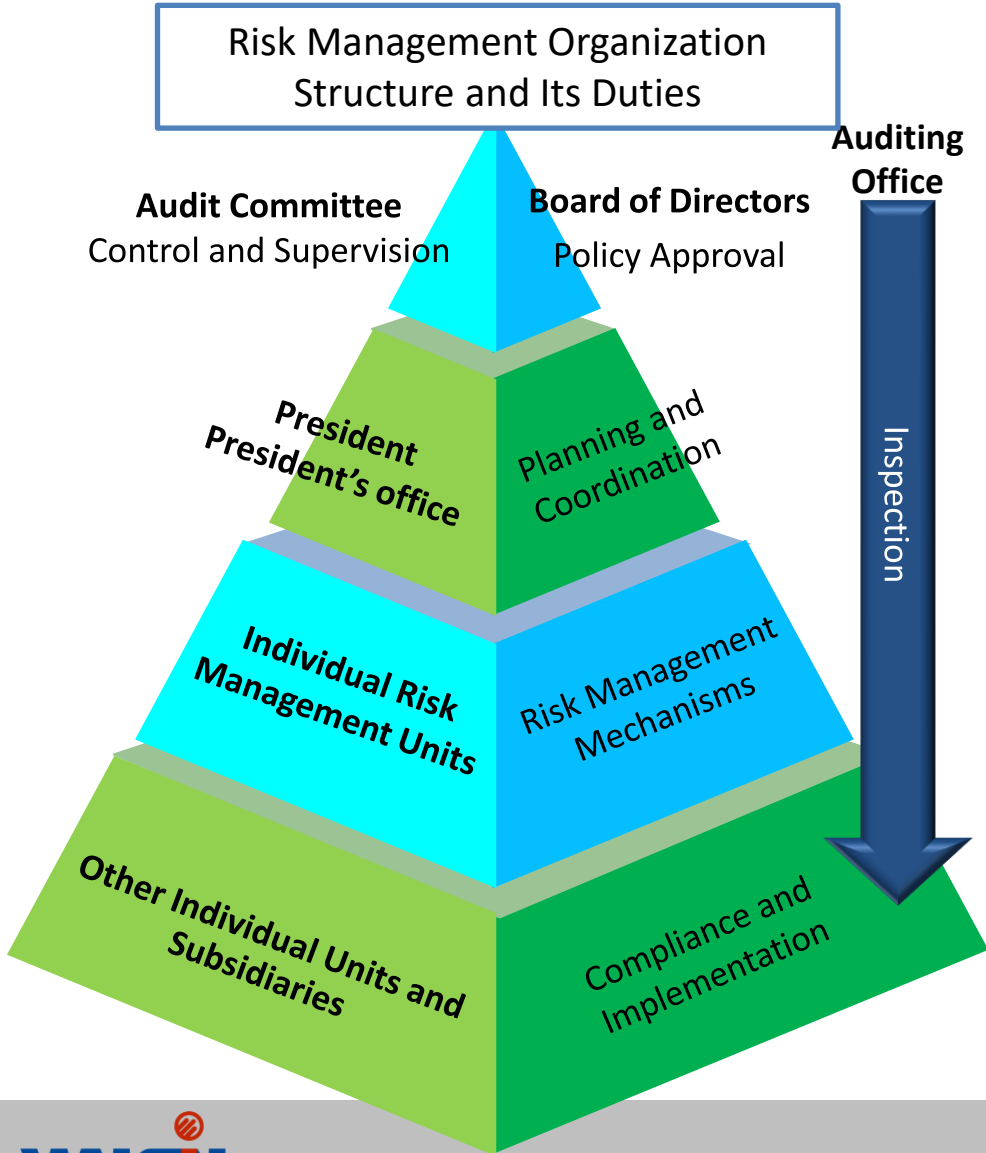 Risk Management Organization
Structure and Its Duties
Auditing
Office
Audit Committee
Control and Supervision
Board of Directors
Policy Approval
President
President’s office
Planning and
Coordination
Inspection
Individual Risk
Management Units
Risk Management
Mechanisms
Other Individual Units and
Subsidiaries
Compliance and
Implementation